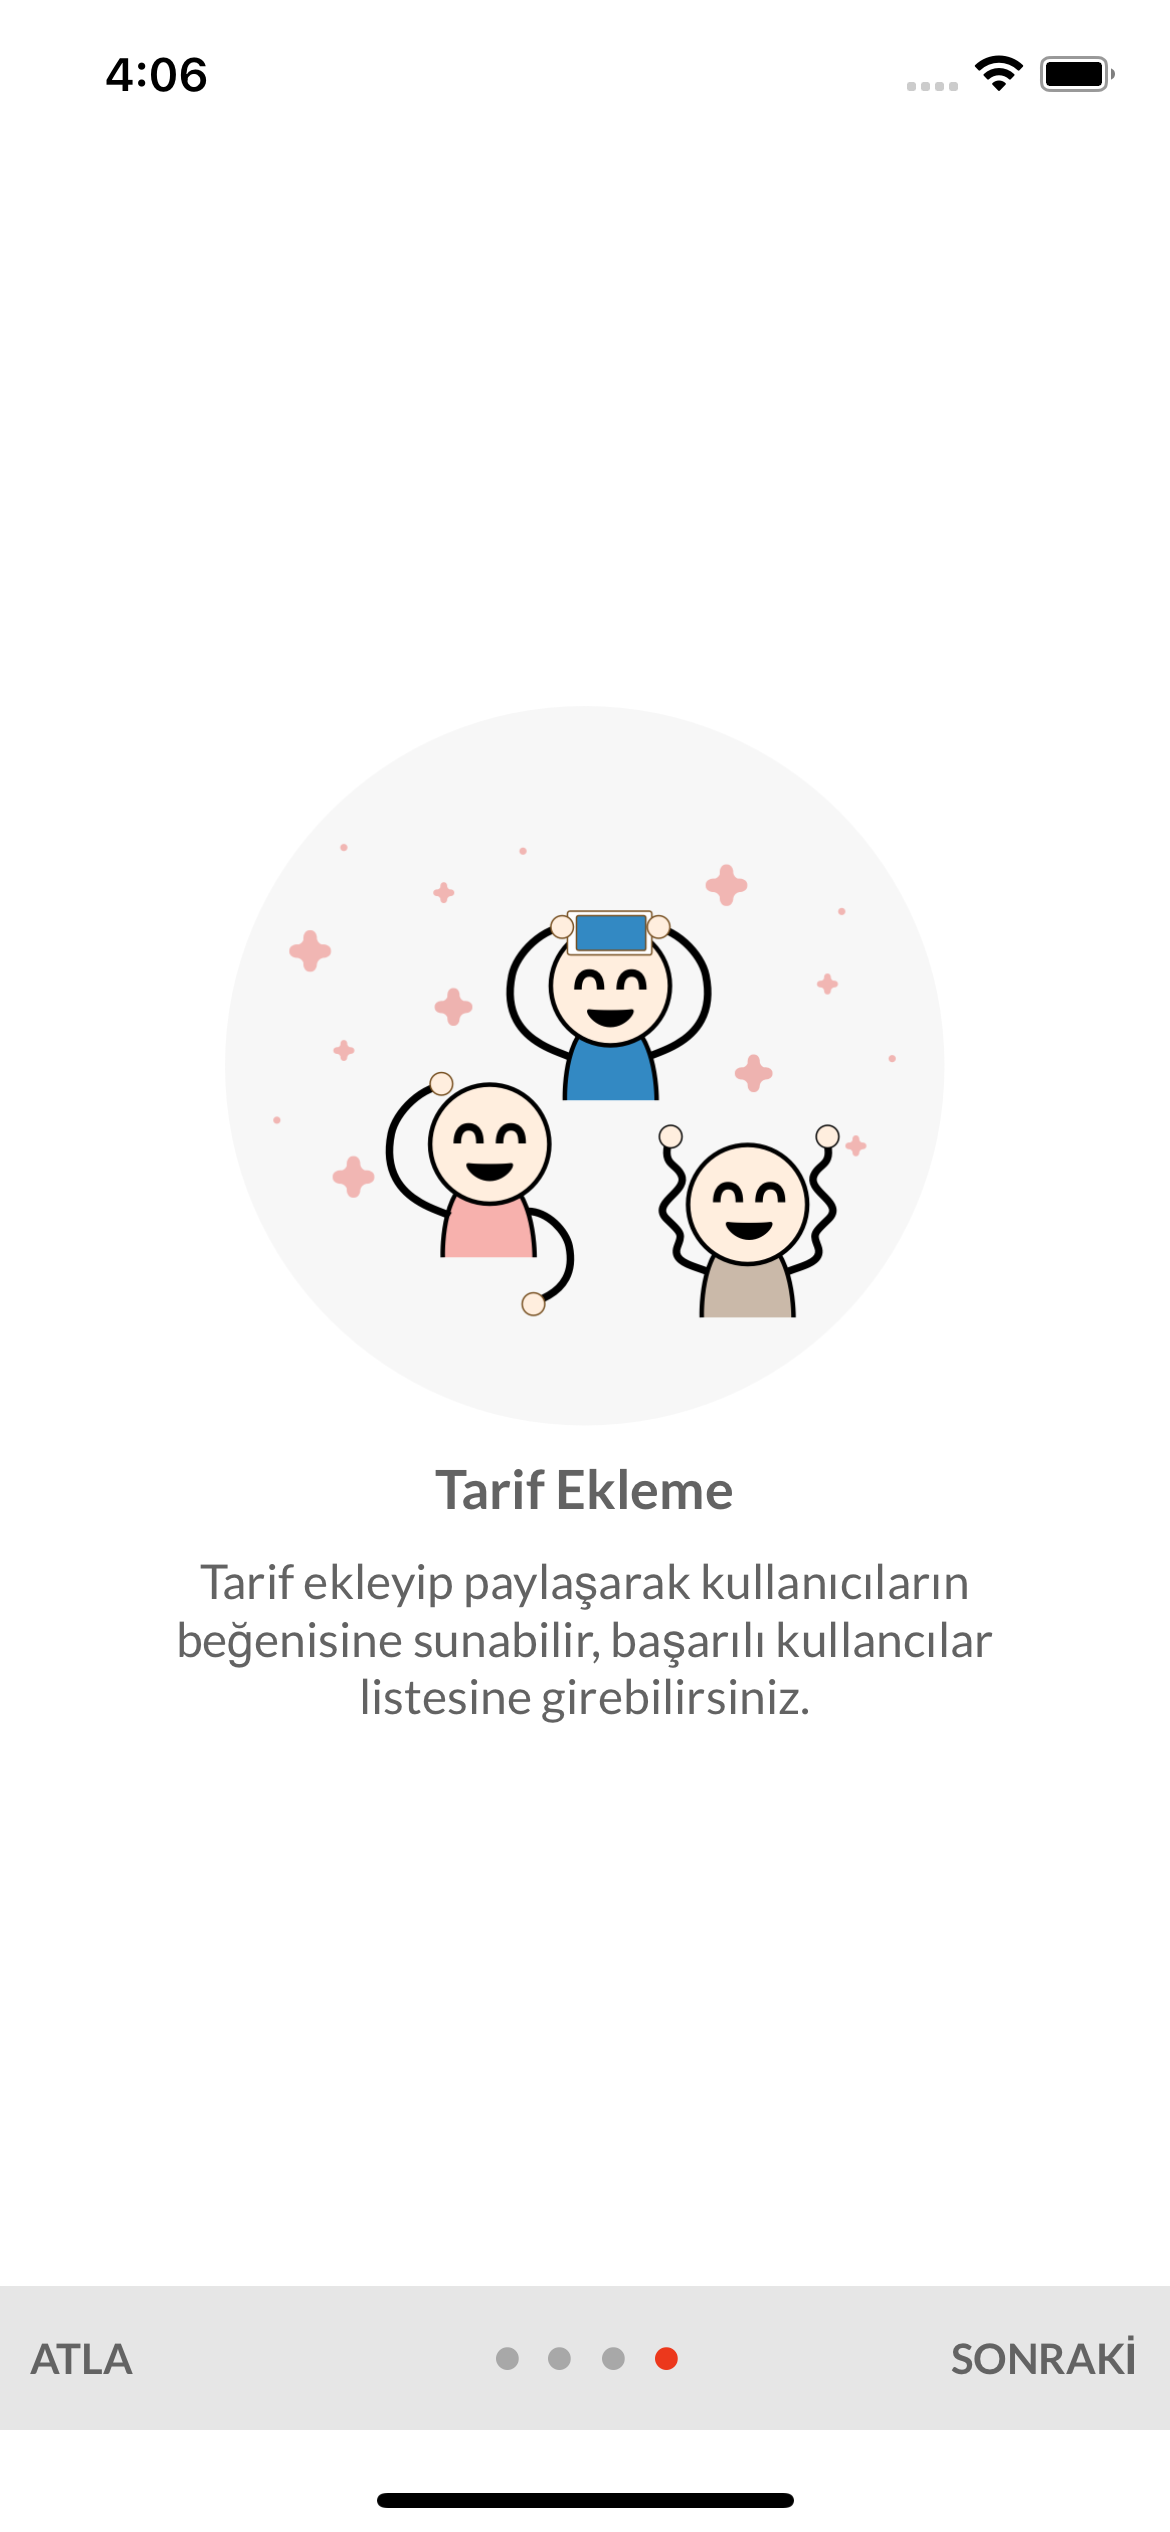 4:06
Tarif Ekleme
Tarif ekleyip paylaşarak kullanıcıların
beğenisine sunabilir, başarılı kullancılar
listesine girebilirsiniz.
ATLA
SONRAKİ